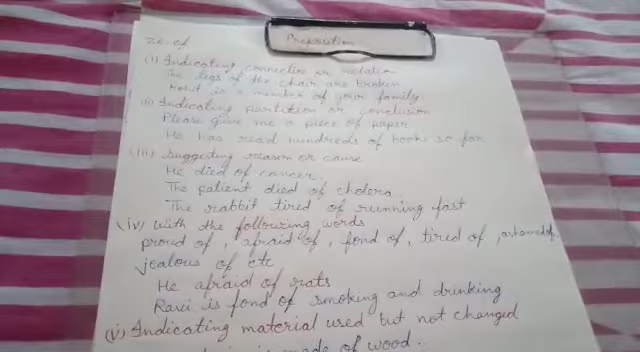 Preposition
26 of
(i) Indicating connection or relation
The legs of the chair are broken
Rohit is a member of your family.
(ii) Indicating partition or conclusion
Please give me a piece of paper
He has read hundreds of books so far
(iii) Suggesting reason or cause
He died of cancer.
The patient died of cholera
The rabbit tired of running fast
(iv) With the following words
proud of, afraid of, fond of, tired of, ashamed of
jealous of etc
He afraid of rats
Ravi is fond of smoking and drinking
(v) Indicating material used but not changed
is made of wood.